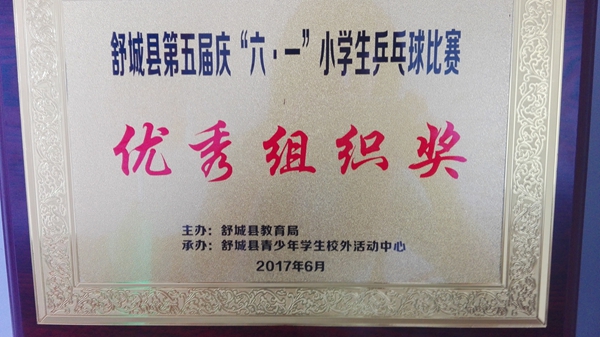 舒城县第五届庆“六·一”小学生乒乓球比赛
优秀组织奖
主办：舒城县教育局
承办：舒城县青少年学生校外活动中心
2017年6月